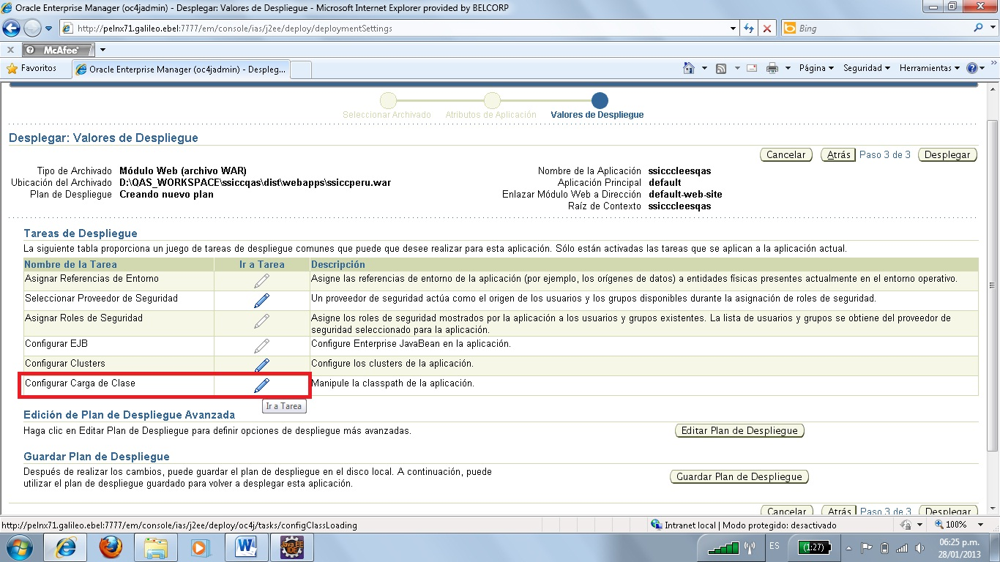 Oracle Enterprise Manager (oc4jadmin) - Desplegar: Valores de Despliegue - Microsoft Internet Explorer provided by BELCORP
http://pelnx71.galileo.ebel:7777/em/console/ias/j2ee/deploy/deploymentSettings
Bing
McAfee
Favoritos
Oracle Enterprise Manager (oc4jadmin) - Despleg...
Página
Seguridad
Herramientas
Seleccionar Archivado
Atributos de Aplicación
Valores de Despliegue
Desplegar: Valores de Despliegue
Cancelar
Atrás
Paso 3 de 3
Desplegar
Tipo de Archivado Módulo Web (archivo WAR)
Ubicación del Archivado D:\QAS_WORKSPACE\ssiccqas\dist\webapps\ssiccperu.war
Plan de Despliegue Creando nuevo plan
Nombre de la Aplicación ssicccleesqas
Aplicación Principal default
Enlazar Módulo Web a Dirección default-web-site
Raíz de Contexto ssicccleesqas
Tareas de Despliegue
La siguiente tabla proporciona un juego de tareas de despliegue comunes que puede que desee realizar para esta aplicación. Sólo están activadas las tareas que se aplican a la aplicación actual.
Nombre de la Tarea Ir a Tarea Descripción
Asignar Referencias de Entorno Asigne las referencias de entorno de la aplicación (por ejemplo, los orígenes de datos) a entidades físicas presentes actualmente en el entorno operativo.
Seleccionar Proveedor de Seguridad Un proveedor de seguridad actúa como el origen de los usuarios y los grupos disponibles durante la asignación de roles de seguridad.
Asignar Roles de Seguridad Asigne los roles de seguridad mostrados por la aplicación a los usuarios y grupos existentes. La lista de usuarios y grupos se obtiene del proveedor de
seguridad seleccionado para la aplicación.
Configurar EJB Configure Enterprise JavaBean en la aplicación.
Configurar Clusters Configure los clusters de la aplicación.
Configurar Carga de Clase Manipule la classpath de la aplicación.
Ir a Tarea
Edición de Plan de Despliegue Avanzada
Haga clic en Editar Plan de Despliegue para definir opciones de despliegue más avanzadas.
Editar Plan de Despliegue
Guardar Plan de Despliegue
Después de realizar los cambios, puede guardar el plan de despliegue en el disco local. A continuación, puede
utilizar el plan de despliegue guardado para volver a desplegar esta aplicación.
Guardar Plan de Despliegue
Cancelar
Atrás
Paso 3 de 3
Desplegar
http://pelnx71.galileo.ebel:7777/em/console/ias/j2ee/deploy/oc4j/tasks/configClassLoading
Intranet local | Modo protegido: desactivado
100%
Java EE
IDE
ES
(1:27)
06:25 p.m.
28/01/2013